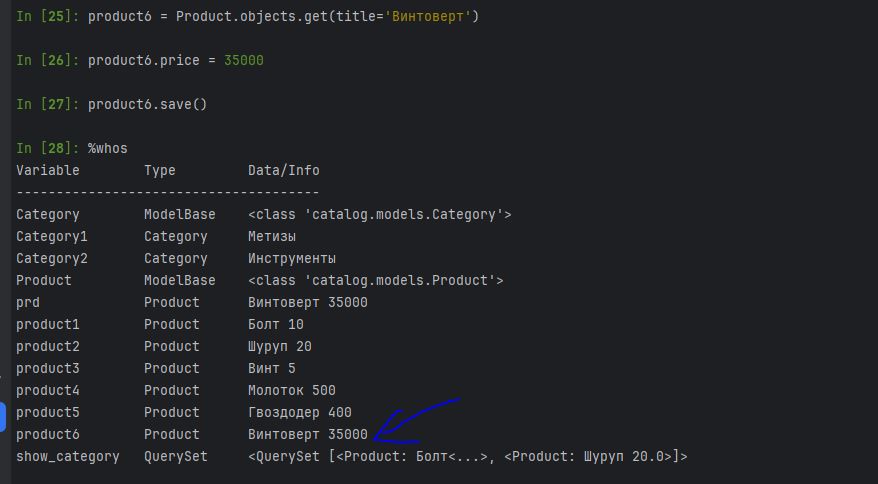 In [25]: product6 = Product.objects.get(title='Винтоверт')
In [26]: product6.price = 35000
In [27]: product6.save()
In [28]: %whos
Variable        Type         Data/Info
--------------------------------------
Category        ModelBase    <class 'catalog.models.Category'>
Category1       Category     Метизы
Category2       Category     Инструменты
Product         ModelBase    <class 'catalog.models.Product'>
prd             Product      Винтоверт 35000
product1        Product      Болт 10
product2        Product      Шуруп 20
product3        Product      Винт 5
product4        Product      Молоток 500
product5        Product      Гвоздодер 400
product6        Product      Винтоверт 35000
show_category   QuerySet     <QuerySet [<Product: Болт<...>, <Product: Шуруп 20.0>]>